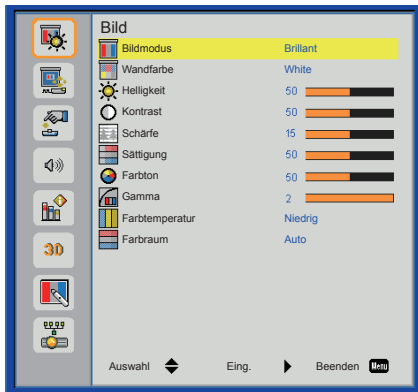 Bild
Bildmodus Brillant
Wandfarbe White
Helligkeit 50
Kontrast 50
Schärfe 15
Sättigung 50
Farbton 50
Gamma 2
Farbtemperatur Niedrig
Farbraum Auto
3D
Auswahl Eing. Beenden Menu